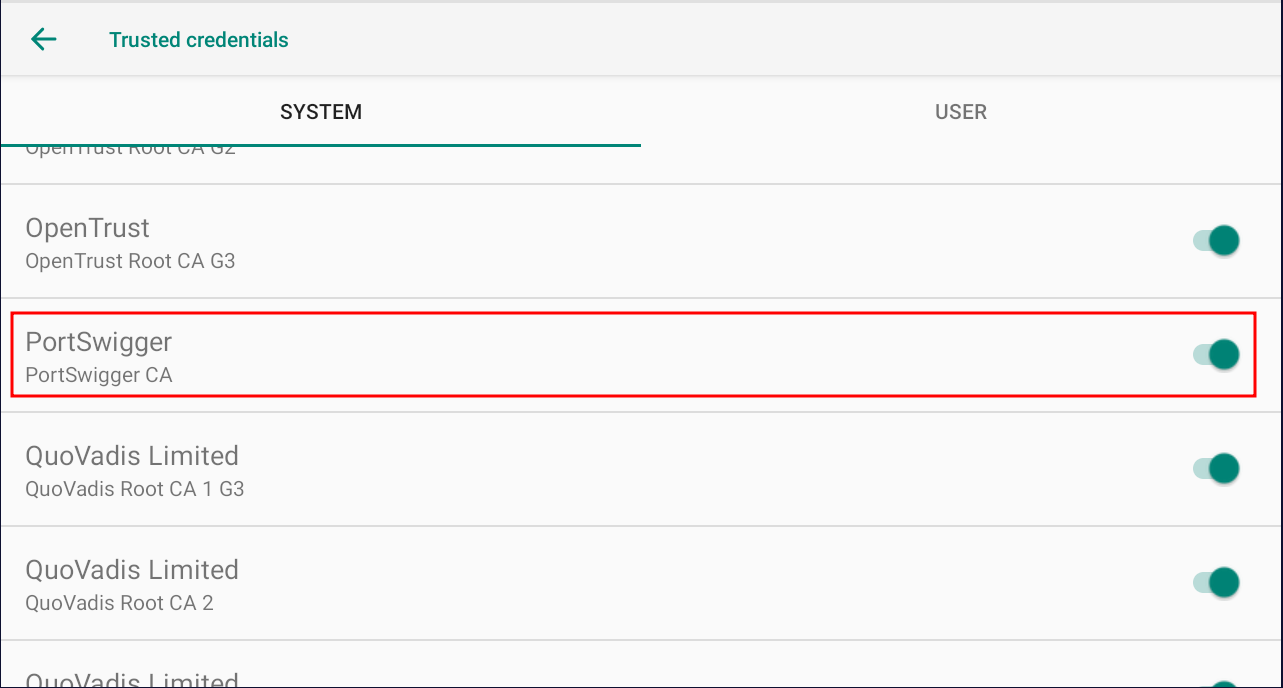 Trusted credentials
SYSTEM
USER
OpenTrust Root CA G2
OpenTrust
OpenTrust Root CA G3
PortSwigger
PortSwigger CA
QuoVadis Limited
QuoVadis Root CA 1 G3
QuoVadis Limited
QuoVadis Root CA 2
QuoVadis Limited